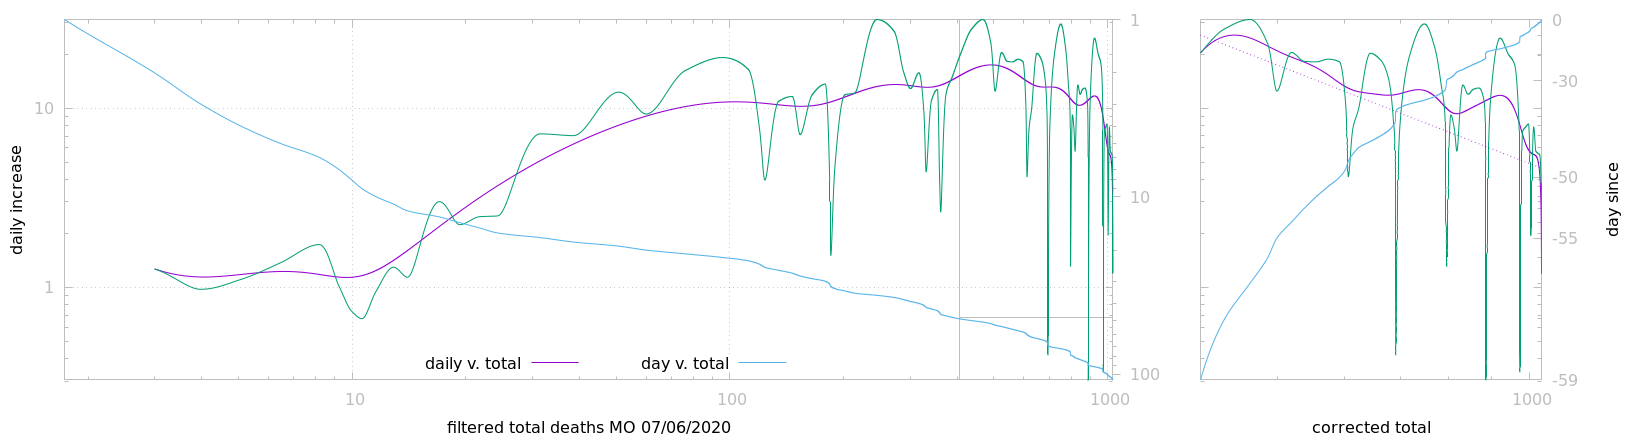 daily increase
10
1
daily v. total
day v. total
10
100
1000
filtered total deaths MO 07/06/2020
1
10
100
0
-30
-50
-55
-59
day since
1000
corrected total